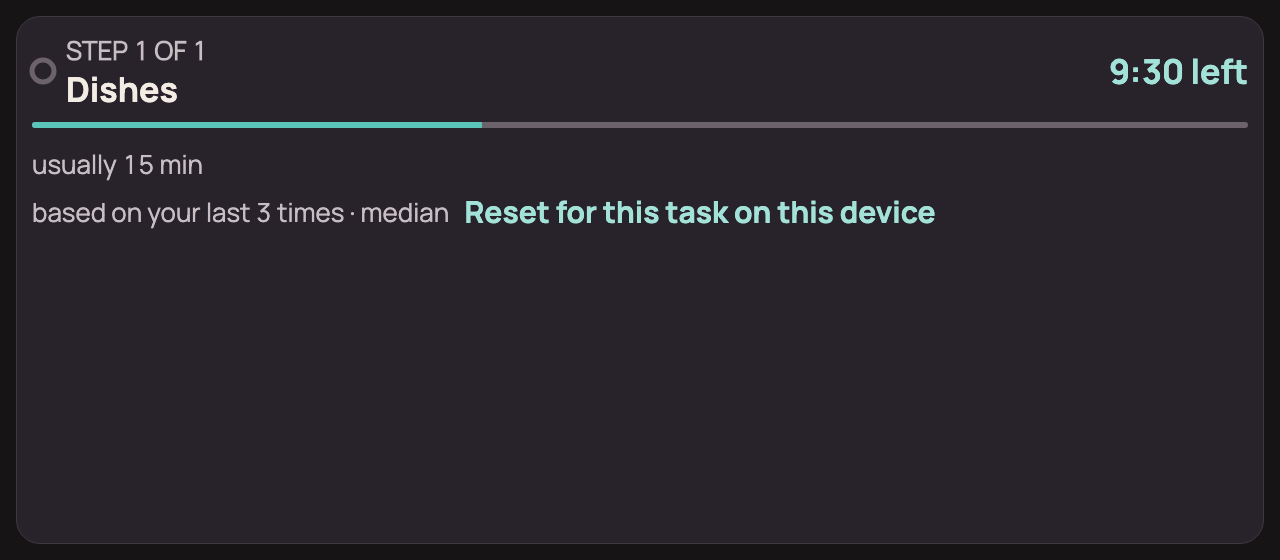 STEP 1 OF 1
Dishes
9:30 left
usually 15 min
based on your last 3 times · median Reset for this task on this device